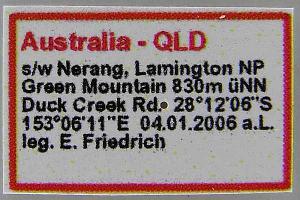 Australia - QLD
s/w Nerang, Lamington NP
Green Mountain 830m üNN
Duck Creek Rd. 28°12'06"S
153°06'11"E 04.01.2006 a.L.
leg. E. Friedrich